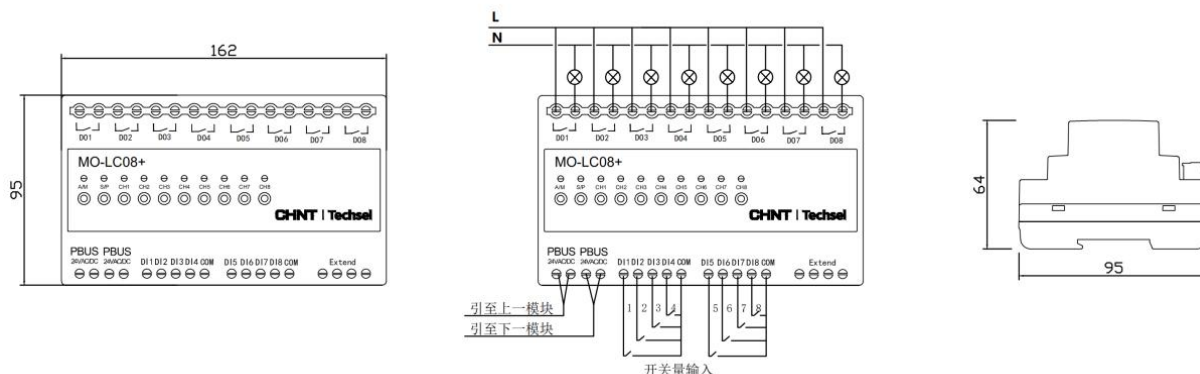 162
95
DO1 DO2 DO3 DO4 DO5 DO6 DO7 DO8
MO-LC08+
A/M S/P CH1 CH2 CH3 CH4 CH5 CH6 CH7 CH8
CHNT | Techsel
PBUS PBUS
24VAC/DC 24VAC/DC DI1 DI2 DI3 DI4 COM DI5 DI6 DI7 DI8 COM Extend
L
N
DO1 DO2 DO3 DO4 DO5 DO6 DO7 DO8
MO-LC08+
A/M S/P CH1 CH2 CH3 CH4 CH5 CH6 CH7 CH8
CHNT | Techsel
PBUS PBUS
24VAC/DC 24VAC/DC DI1 DI2 DI3 DI4 COM DI5 DI6 DI7 DI8 COM Extend
引至上一模块
引至下一模块
1 2 3 4 5 6 7 8
开关量输入
64
95